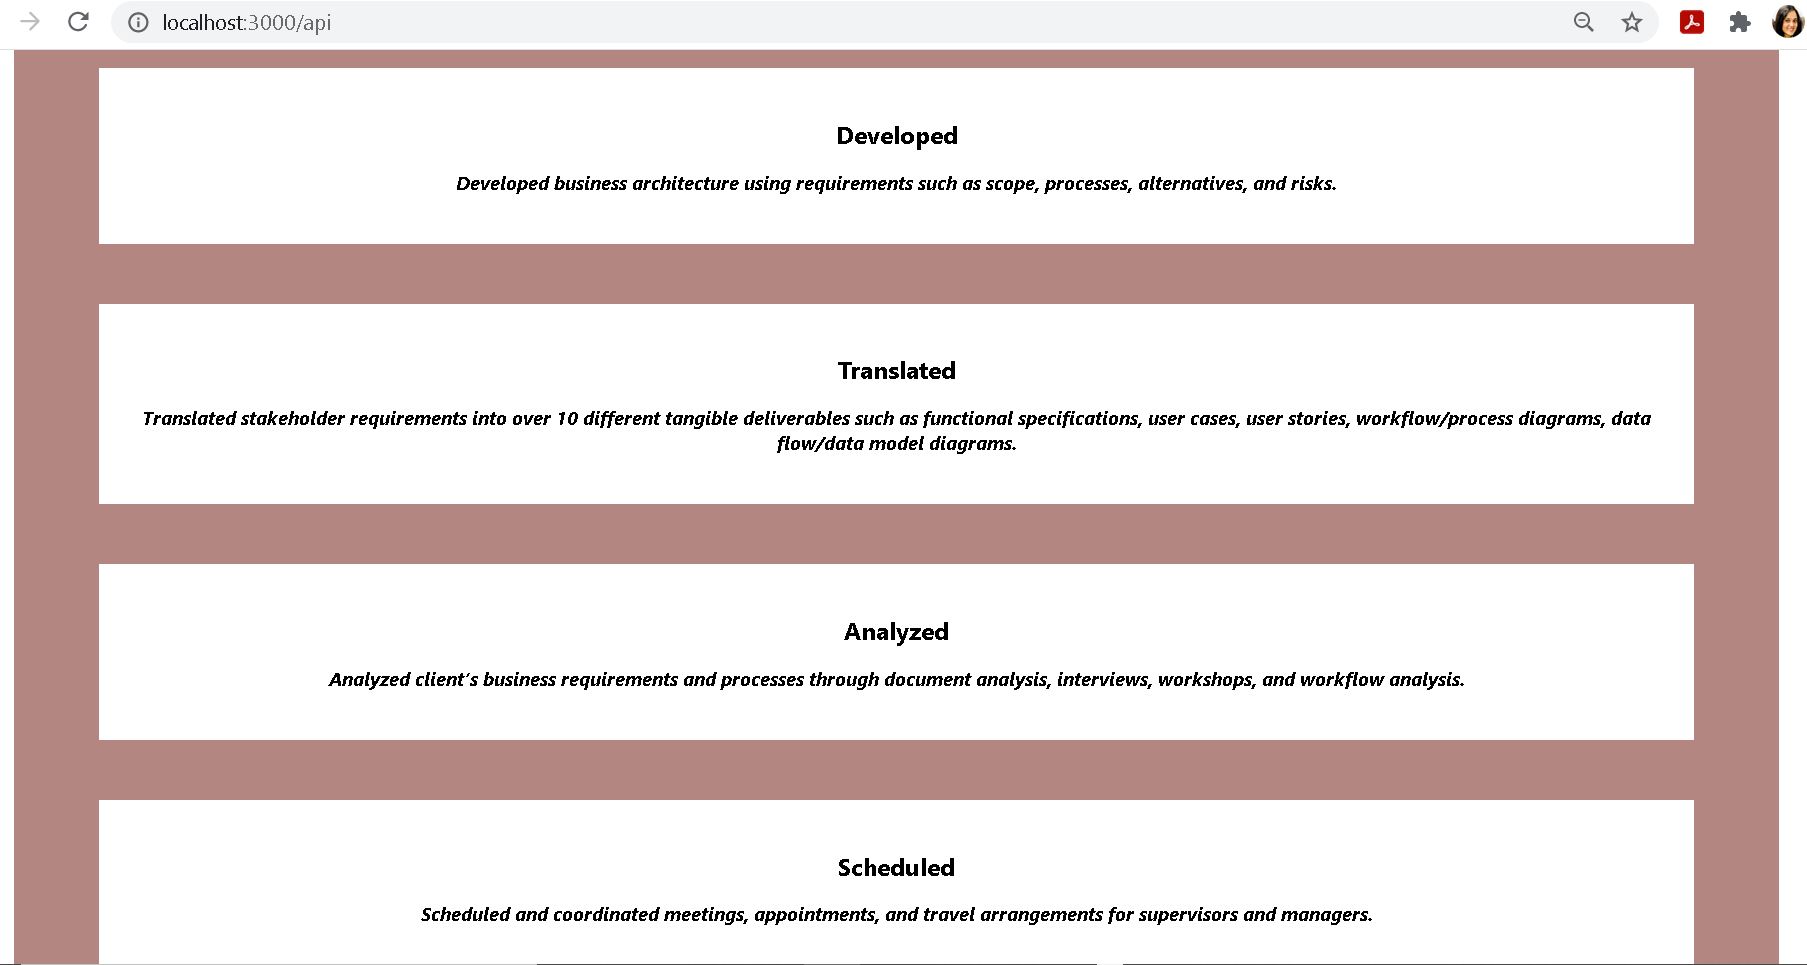 localhost:3000/api
Developed
Developed business architecture using requirements such as scope, processes, alternatives, and risks.
Translated
Translated stakeholder requirements into over 10 different tangible deliverables such as functional specifications, user cases, user stories, workflow/process diagrams, data
flow/data model diagrams.
Analyzed
Analyzed client's business requirements and processes through document analysis, interviews, workshops, and workflow analysis.
Scheduled
Scheduled and coordinated meetings, appointments, and travel arrangements for supervisors and managers.